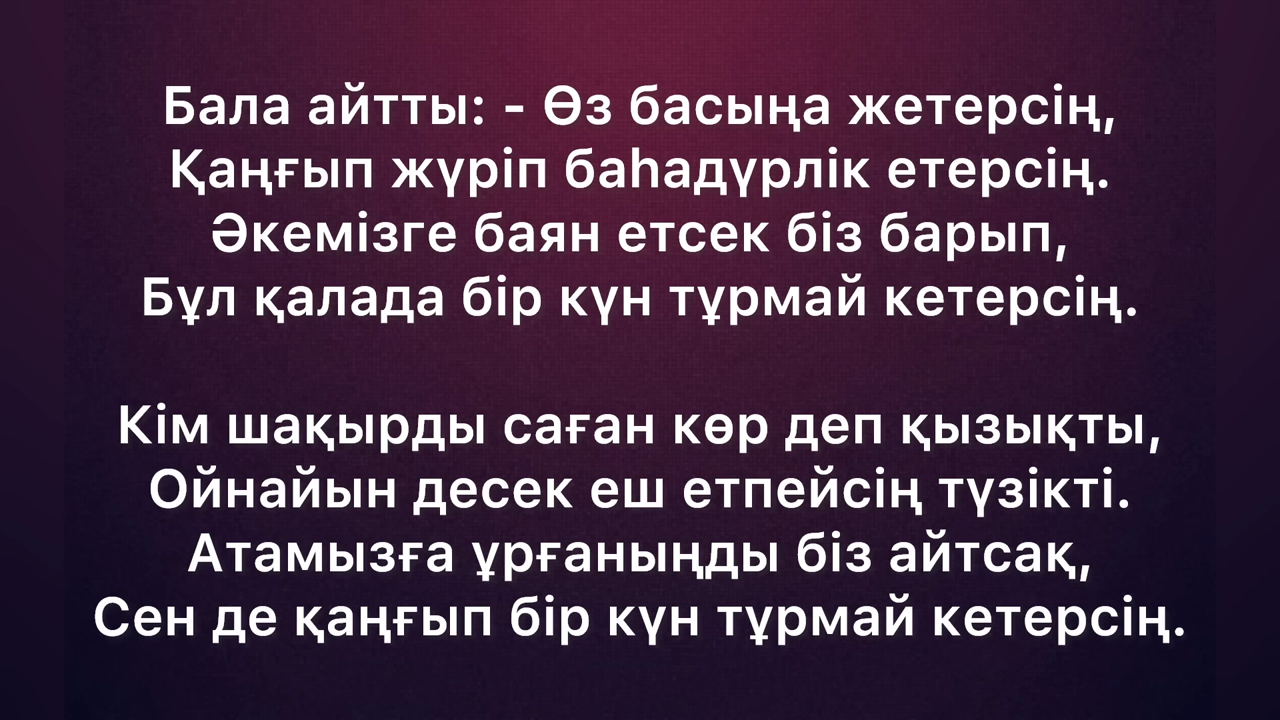 Бала айтты: - Өз басыңа жетерсің,
Қаңғып жүріп баһадүрлік етерсің.
Әкемізге баян етсек біз барып,
Бұл қалада бір күн тұрмай кетерсің.
Кім шақырды саған көр деп қызықты,
Ойнайын десек еш етпейсің түзікті.
Атамызға ұрғаныңды біз айтсақ,
Сен де қаңғып бір күн тұрмай кетерсің.